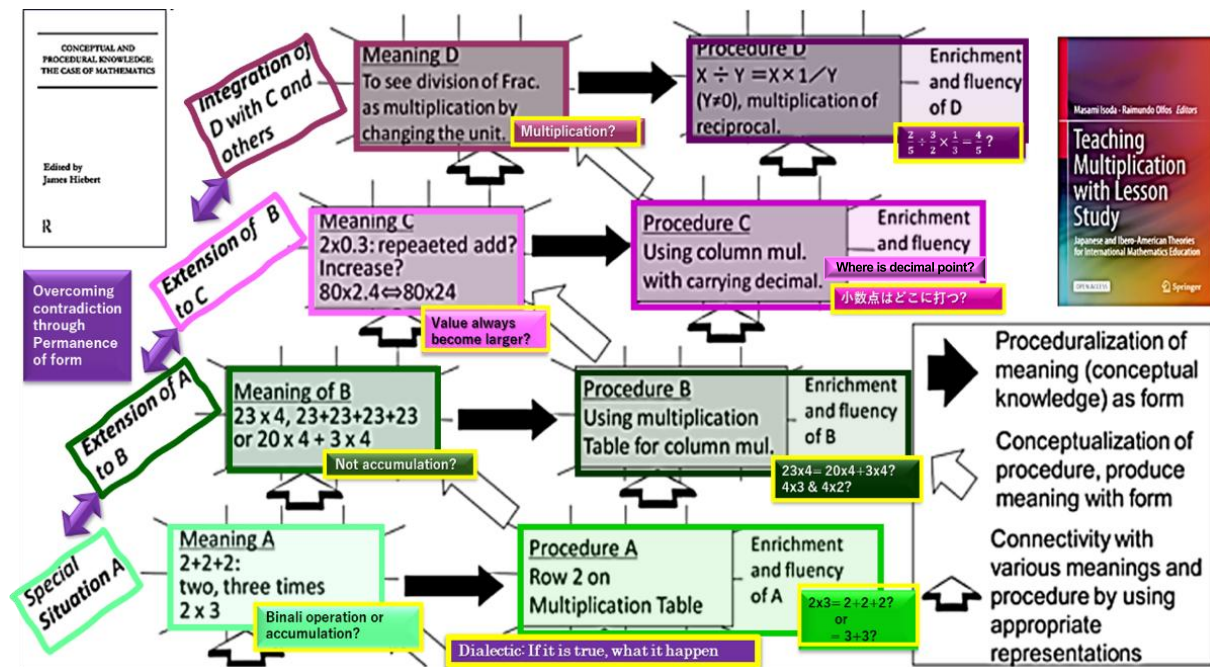 CONCEPTUAL AND
PROCEDURAL KNOWLEDGE:
THE CASE OF MATHEMATICS
Edited by
James Hiebert
R
Integration of
D with C and
others
Meaning D
To see division of Frac.
as multiplication by
changing the unit.
Multiplication?
Procedure D
X ÷ Y = X × 1/Y
(Y≠0), multiplication of
reciprocal.
Enrichment
and fluency
of D
2/5 ÷ 3/2 × 1/3 = 4/5 ?
Masami Isoda · Raimundo Olfos Editors
Teaching
Multiplication
with Lesson
Study
Japanese and Ibero-American Theories
for International Mathematics Education
OPEN ACCESS
Springer
Extension of B
to C
Meaning C
2x0.3: repeaeted add?
Increase?
80x2.4⇔80x24
Value always
become larger?
Procedure C
Using column mul.
with carrying decimal.
Enrichment
and fluency
Where is decimal point?
小数点はどこに打つ?
Overcoming
contradiction
through
Permanence
of form
Extension of A
to B
Meaning of B
23 x 4, 23+23+23+23
or 20 x 4 + 3 x 4
Not accumulation?
Procedure B
Using multiplication
Table for column mul.
Enrichment
and fluency
of B
23x4= 20x4+3x4?
4x3 & 4x2?
Special
Situation A
Meaning A
2+2+2:
two, three times
2 x 3
Binali operation or
accumulation?
Procedure A
Row 2 on
Multiplication Table
Enrichment
and fluency
of A
2x3= 2+2+2?
or
= 3+3?
Dialectic: If it is true, what it happen
Proceduralization of
meaning (conceptual
knowledge) as form
Conceptualization of
procedure, produce
meaning with form
Connectivity with
various meanings and
procedure by using
appropriate
representations